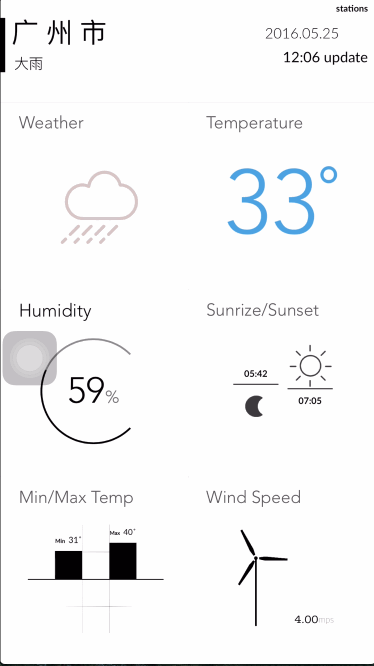 stations
广州市
2016.05.25
大雨
12:06 update
Weather
Temperature
33°
Humidity
Sunrize/Sunset
59%
05:42
07:05
Min/Max Temp
Wind Speed
Min 31°
Max 40°
4.00mps